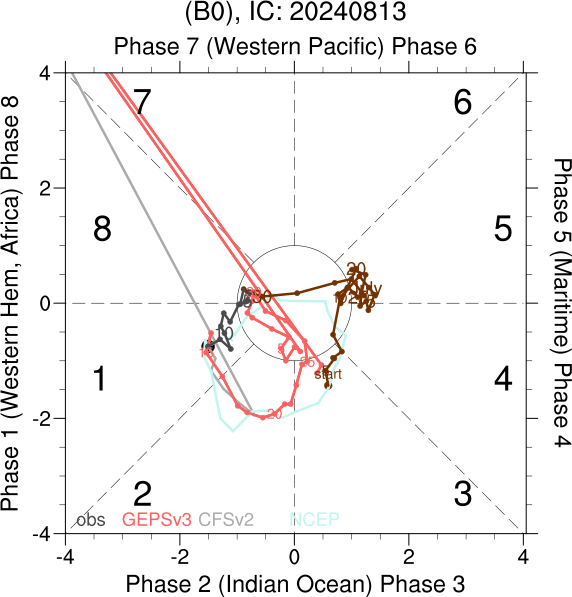 (B0), IC: 20240813
Phase 7 (Western Pacific) Phase 6
Phase 1 (Western Hem, Africa) Phase 8
Phase 5 (Maritime) Phase 4
4
2
0
-2
-4
7
6
8
5
1
4
2
3
30
10
15
20
25
start
obs GEPSv3 CFSv2 NCEP
-4 -2 0 2 4
Phase 2 (Indian Ocean) Phase 3